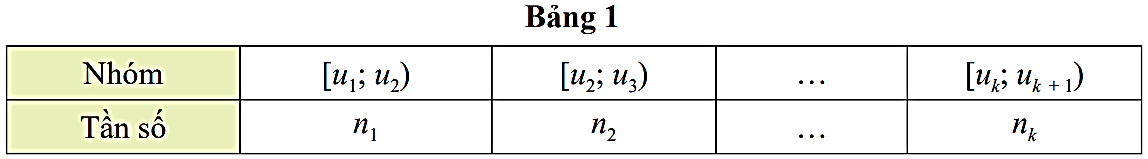 Bảng 1
Nhóm [u₁; u₂) [u₂; u₃) … [uₖ; uₖ ₊ ₁)
Tần số n₁ n₂ … nₖ